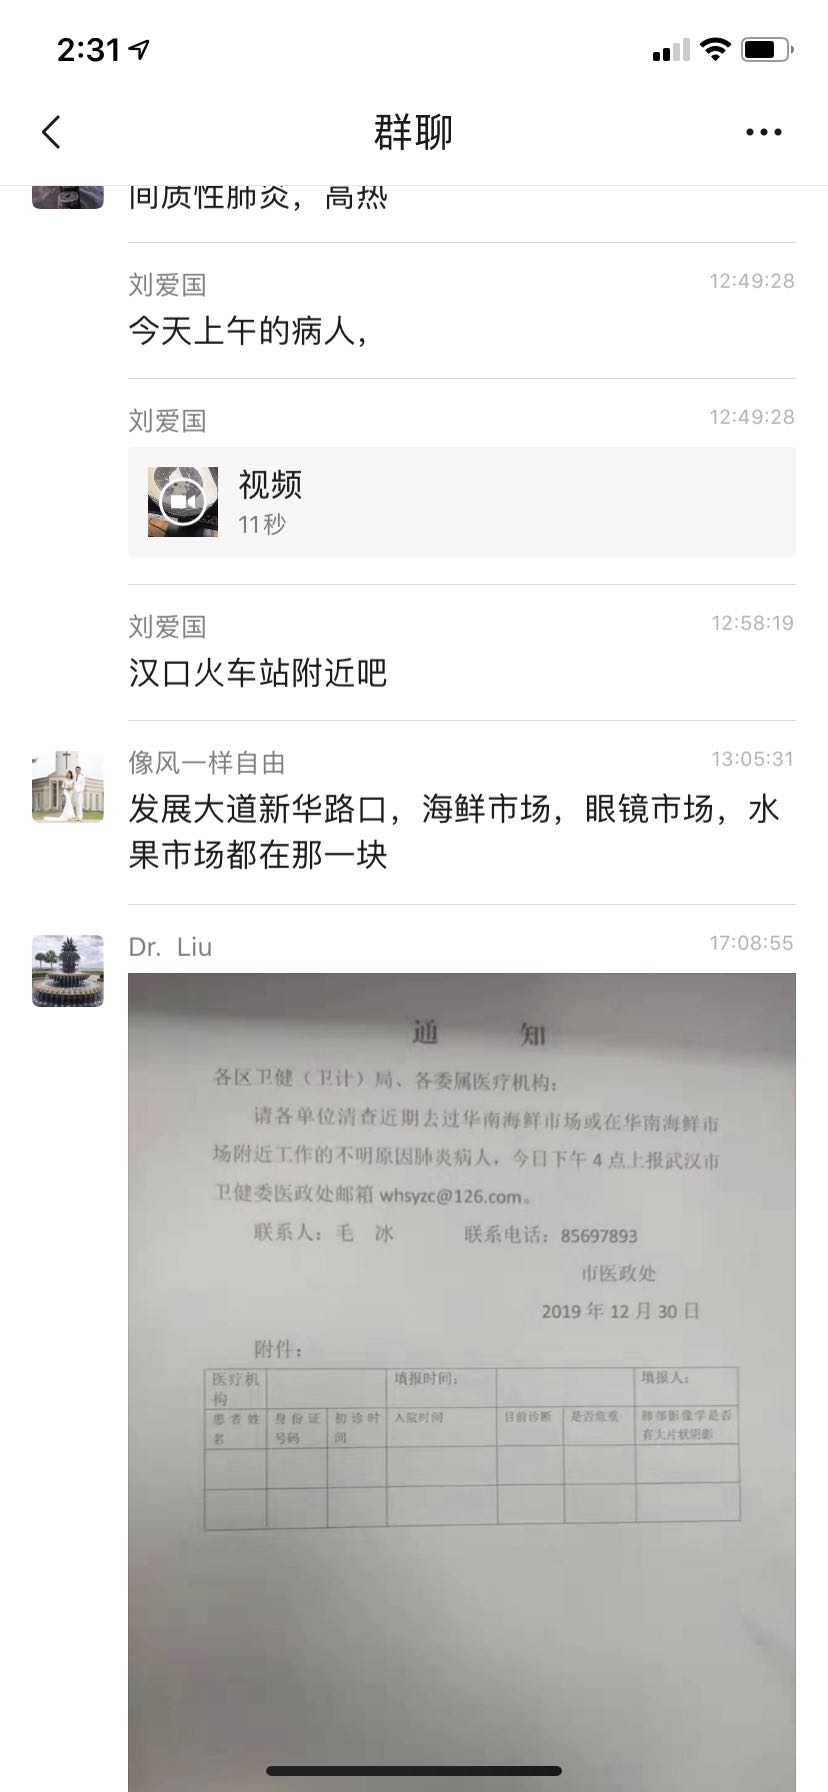 2:31
群聊
间质性肺炎，高热
刘爱国
12:49:28
今天上午的病人，
刘爱国
12:49:28
视频
11秒
刘爱国
12:58:19
汉口火车站附近吧
像风一样自由
13:05:31
发展大道新华路口，海鲜市场，眼镜市场，水
果市场都在那一块
Dr. Liu
17:08:55
通 知
各区卫健（卫计）局、各委属医疗机构：
请各单位清查近期去过华南海鲜市场或在华南海鲜市
场附近工作的不明原因肺炎病人，今日下午 4 点上报武汉市
卫健委医政处邮箱 whsyzc@126.com。
联系人：毛 冰 联系电话：85697893
市医政处
2019 年 12 月 30 日
附件：
医疗机
构
填报时间：
填报人：
患者姓
名
身份证
号码
初诊时
间
入院时间
目前诊断
是否危重
肺部影像学是否
有大片状阴影